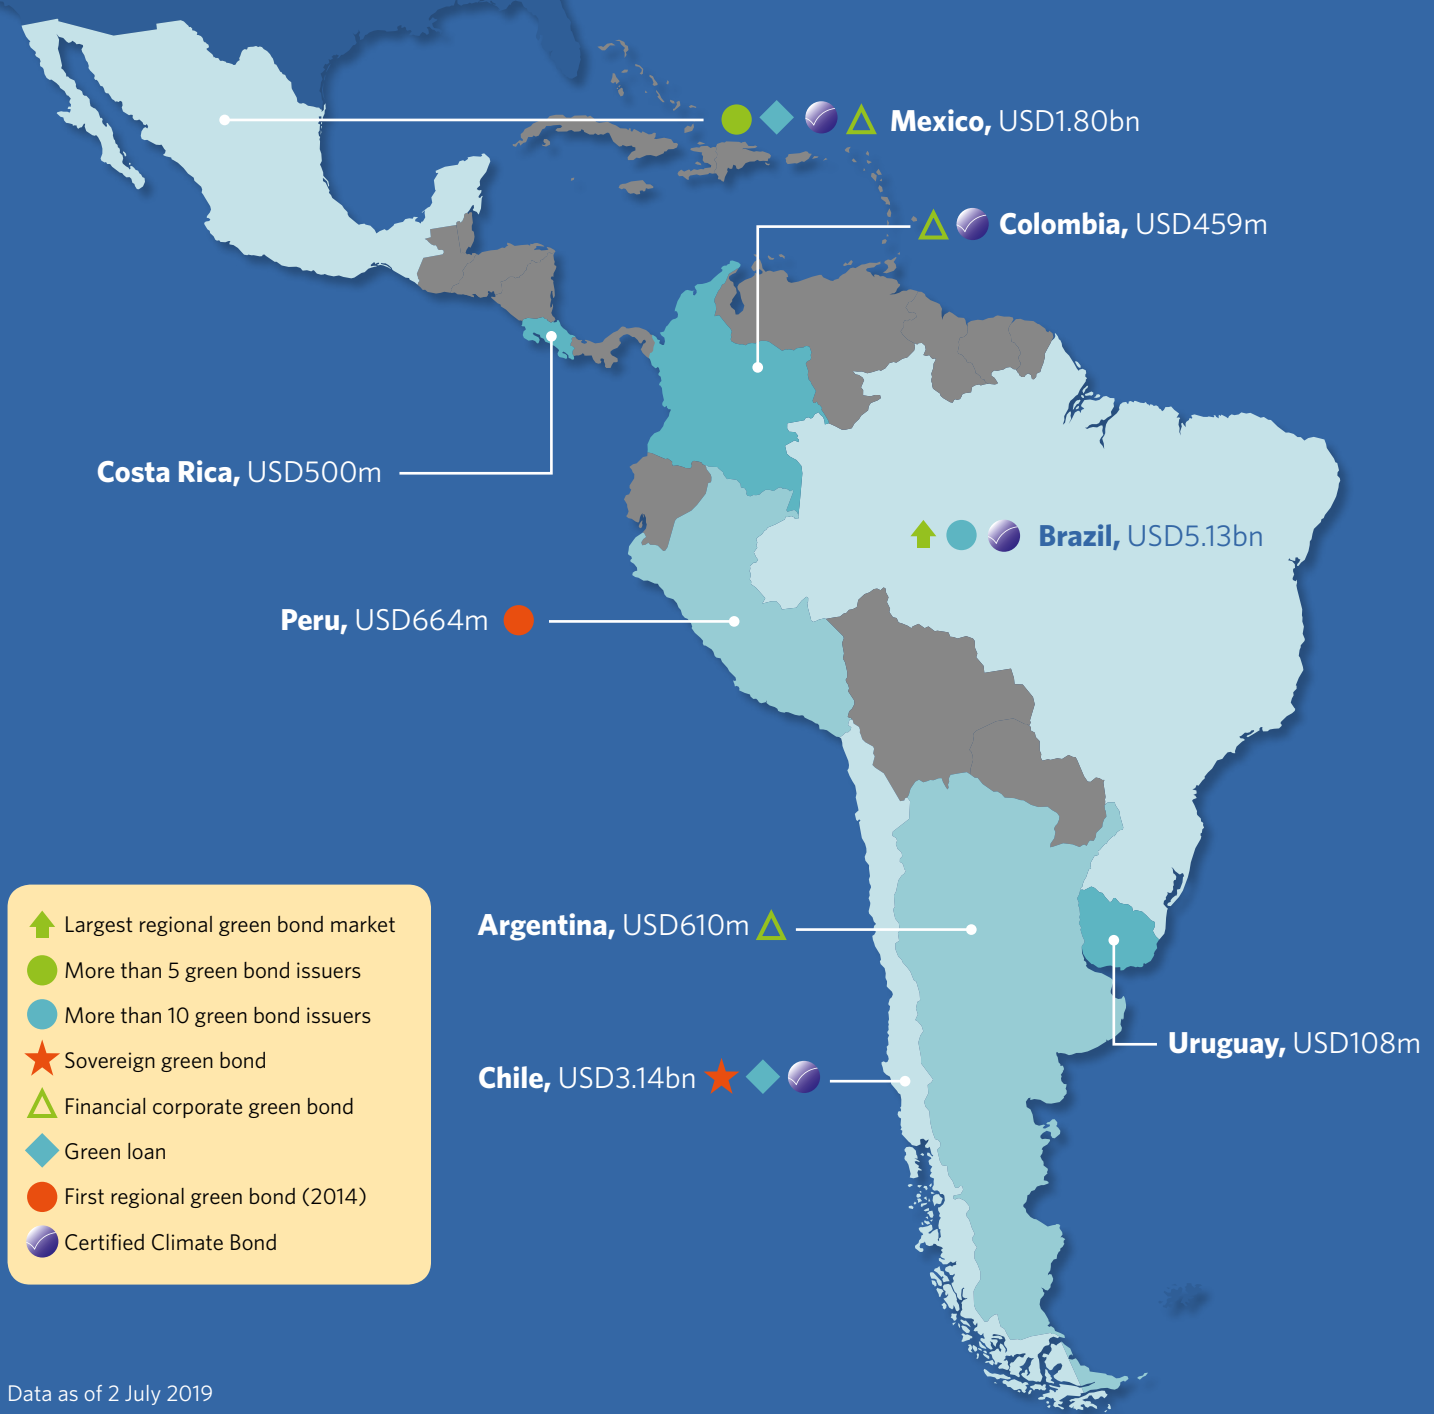 Mexico, USD1.80bn
Colombia, USD459m
Costa Rica, USD500m
Brazil, USD5.13bn
Peru, USD664m
Argentina, USD610m
Uruguay, USD108m
Chile, USD3.14bn
Largest regional green bond market
More than 5 green bond issuers
More than 10 green bond issuers
Sovereign green bond
Financial corporate green bond
Green loan
First regional green bond (2014)
Certified Climate Bond
Data as of 2 July 2019